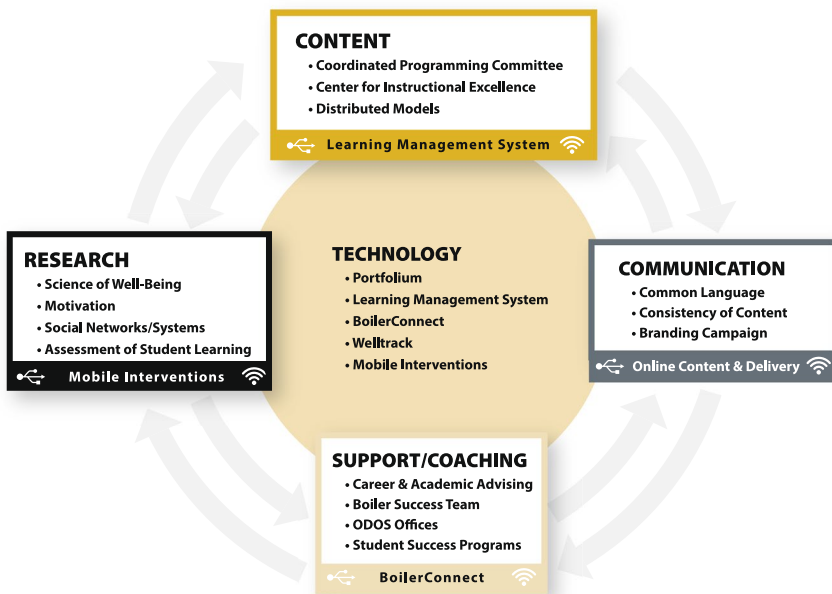 CONTENT
• Coordinated Programming Committee
• Center for Instructional Excellence
• Distributed Models
Learning Management System
RESEARCH
• Science of Well-Being
• Motivation
• Social Networks/Systems
• Assessment of Student Learning
Mobile Interventions
TECHNOLOGY
• Portfolium
• Learning Management System
• BoilerConnect
• Welltrack
• Mobile Interventions
COMMUNICATION
• Common Language
• Consistency of Content
• Branding Campaign
Online Content & Delivery
SUPPORT/COACHING
• Career & Academic Advising
• Boiler Success Team
• ODOS Offices
• Student Success Programs
BoilerConnect